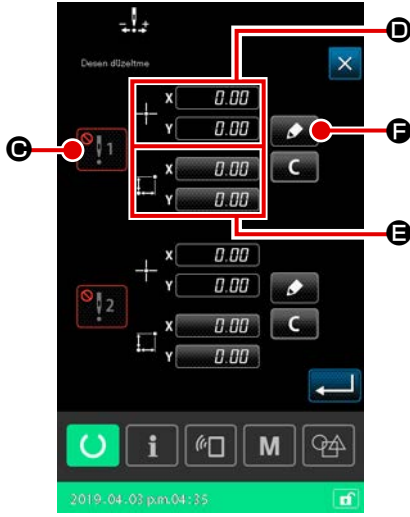 D
Desen düzeltme
X 0.00
Y 0.00
F
C
1
X 0.00
C
Y 0.00
E
X 0.00
Y 0.00
2
X 0.00
C
Y 0.00
i
M
2019-04-03 p.m.04:35